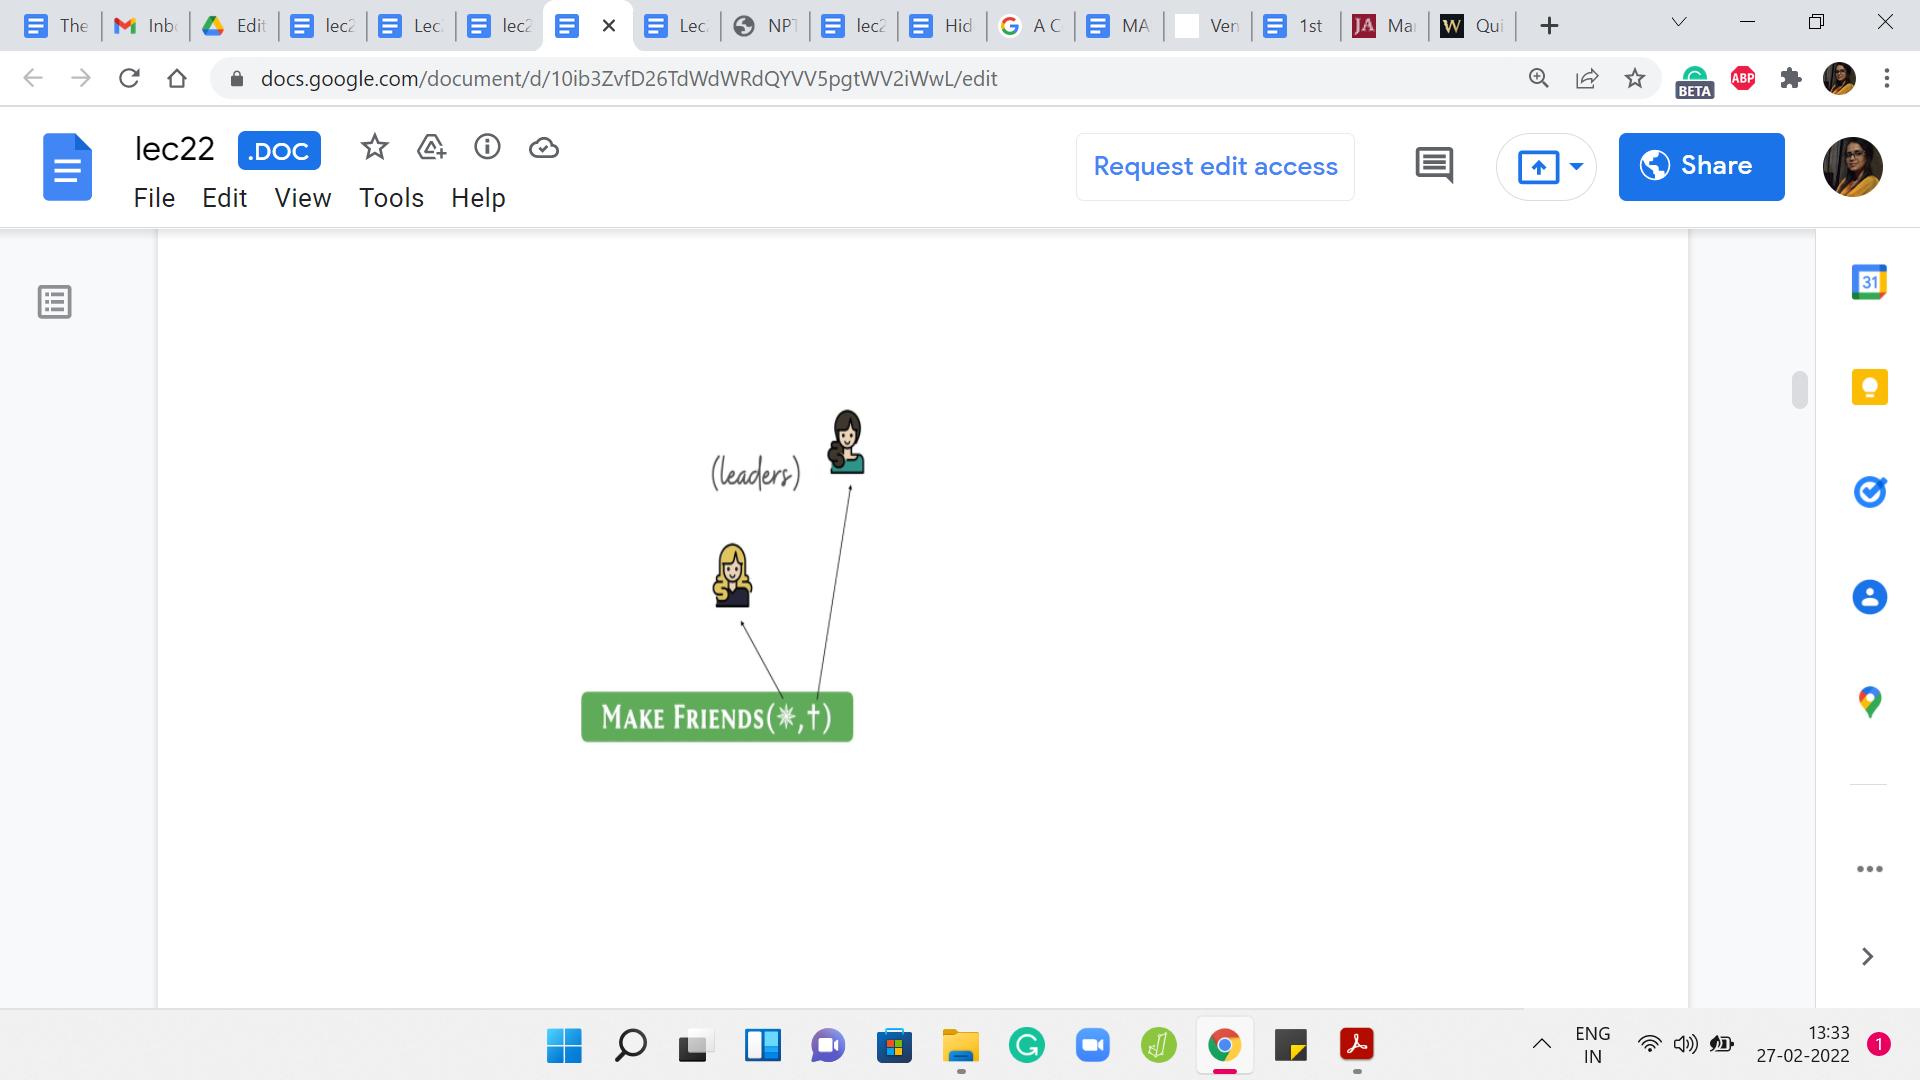 The
Inb
Edit
lec2
Lec
lec2
Lec
NPT
lec2
Hid
A C
MA
Ven
1st
Mar
Qui
docs.google.com/document/d/10ib3ZvfD26TdWdWRdQYVV5pgtWV2iWwL/edit
BETA
ABP
lec22
.DOC
File Edit View Tools Help
Request edit access
Share
31
(leaders)
MAKE FRIENDS(✴,†)
ENG
IN
13:33
27-02-2022
1